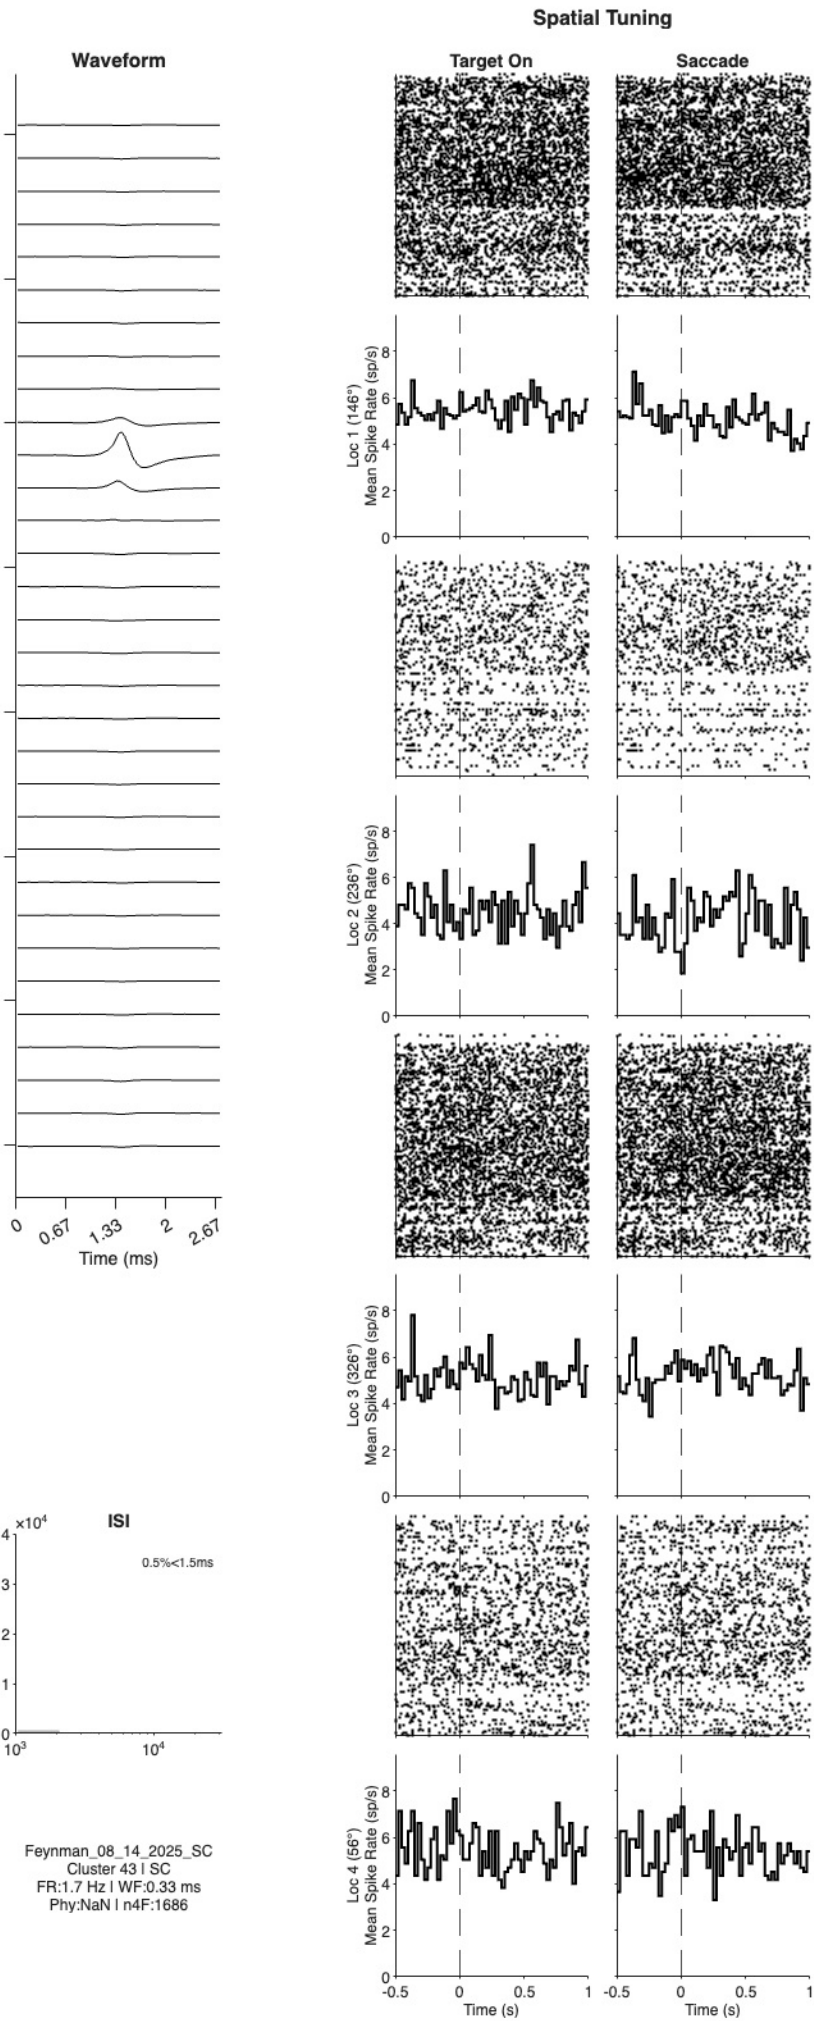 Spatial Tuning
Waveform
Target On
Saccade
0
0.67
1.33
2
2.67
Time (ms)
Loc 1 (146°)
Mean Spike Rate (sp/s)
8
6
4
2
0
Loc 2 (236°)
Mean Spike Rate (sp/s)
8
6
4
2
0
Loc 3 (326°)
Mean Spike Rate (sp/s)
8
6
4
2
0
ISI
×10⁴
0.5%<1.5ms
4
3
2
1
0
10³
10⁴
Feynman_08_14_2025_SC
Cluster 43 | SC
FR:1.7 Hz | WF:0.33 ms
Phy:NaN | n4F:1686
Loc 4 (56°)
Mean Spike Rate (sp/s)
8
6
4
2
0
-0.5
0
0.5
1
Time (s)
-0.5
0
0.5
1
Time (s)